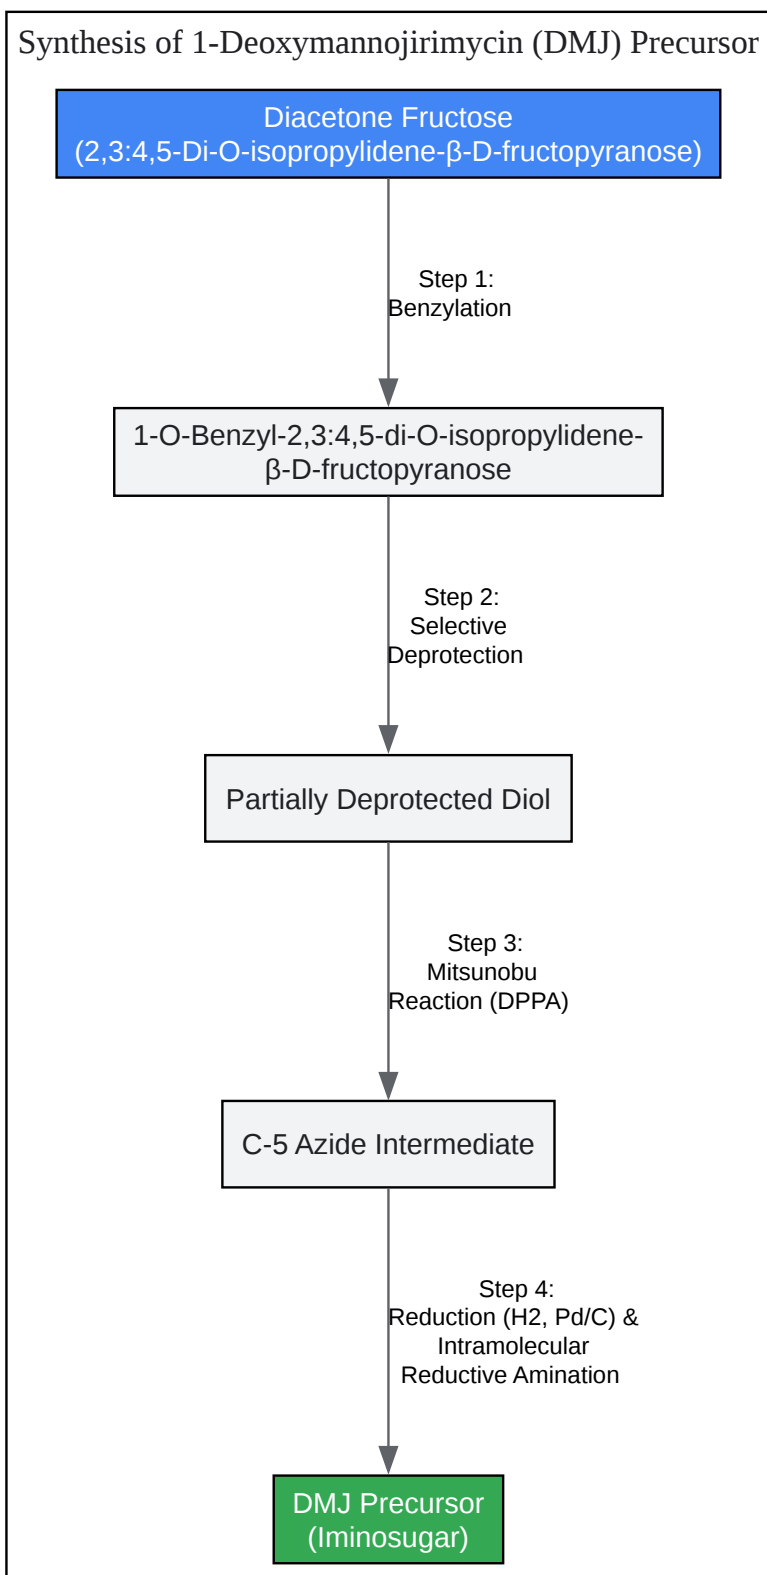 Synthesis of 1-Deoxymannojirimycin (DMJ) Precursor
Diacetone Fructose
(2,3:4,5-Di-O-isopropylidene-β-D-fructopyranose)
Step 1:
Benzylation
1-O-Benzyl-2,3:4,5-di-O-isopropylidene-
β-D-fructopyranose
Step 2:
Selective
Deprotection
Partially Deprotected Diol
Step 3:
Mitsunobu
Reaction (DPPA)
C-5 Azide Intermediate
Step 4:
Reduction (H2, Pd/C) &
Intramolecular
Reductive Amination
DMJ Precursor
(Iminosugar)